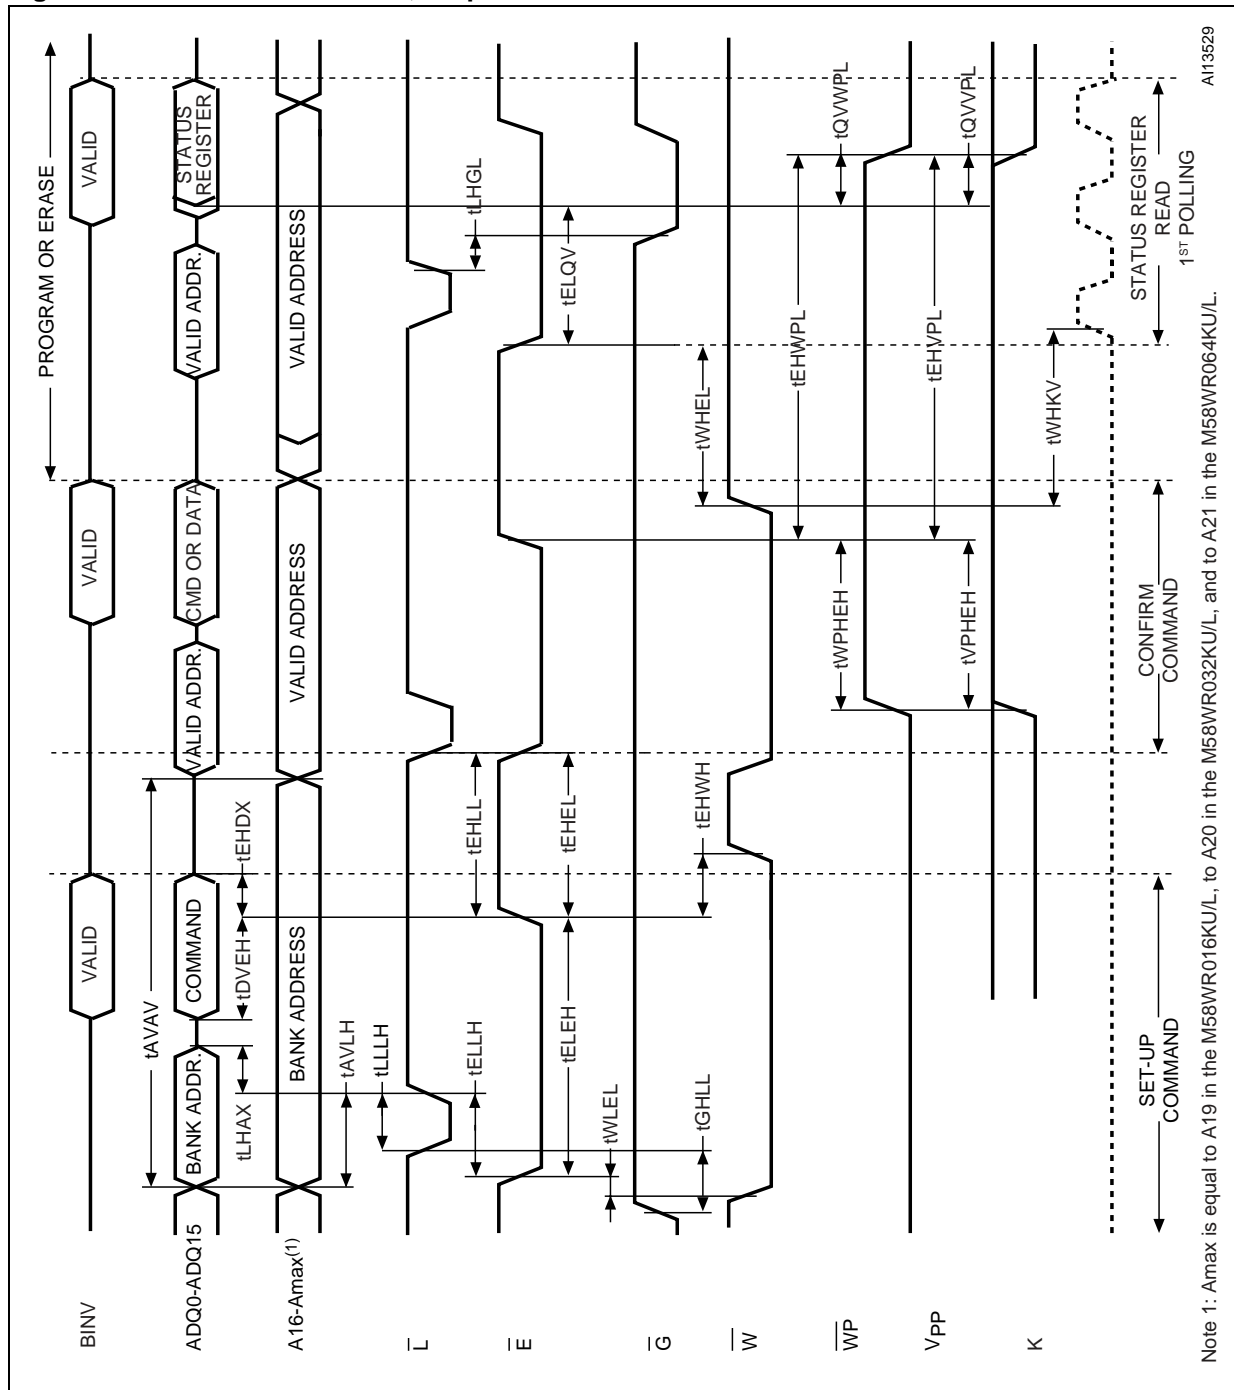 PROGRAM OR ERASE
BINV
VALID
VALID
VALID
tAVAV
ADQ0-ADQ15
BANK ADDR.
COMMAND
VALID ADDR.
CMD OR DATA
VALID ADDR.
STATUS
REGISTER
tLHAX
tDVEH
tEHDX
A16-Amax(1)
BANK ADDRESS
VALID ADDRESS
VALID ADDRESS
tAVLH
tLLLH
L
tELLH
tEHLL
tLHGL
E
tELEH
tEHEL
tELQV
tWLEL
G
tGHLL
tEHWH
tWHEL
W
tEHWPL
WP
tWPHEH
tQVWPL
VPP
tEHVPL
tVPHEH
tQVVPL
K
tWHKV
SET-UP
COMMAND
CONFIRM
COMMAND
STATUS REGISTER
READ
1ST POLLING
AI13529
Note 1: Amax is equal to A19 in the M58WR016KU/L, to A20 in the M58WR032KU/L, and to A21 in the M58WR064KU/L.